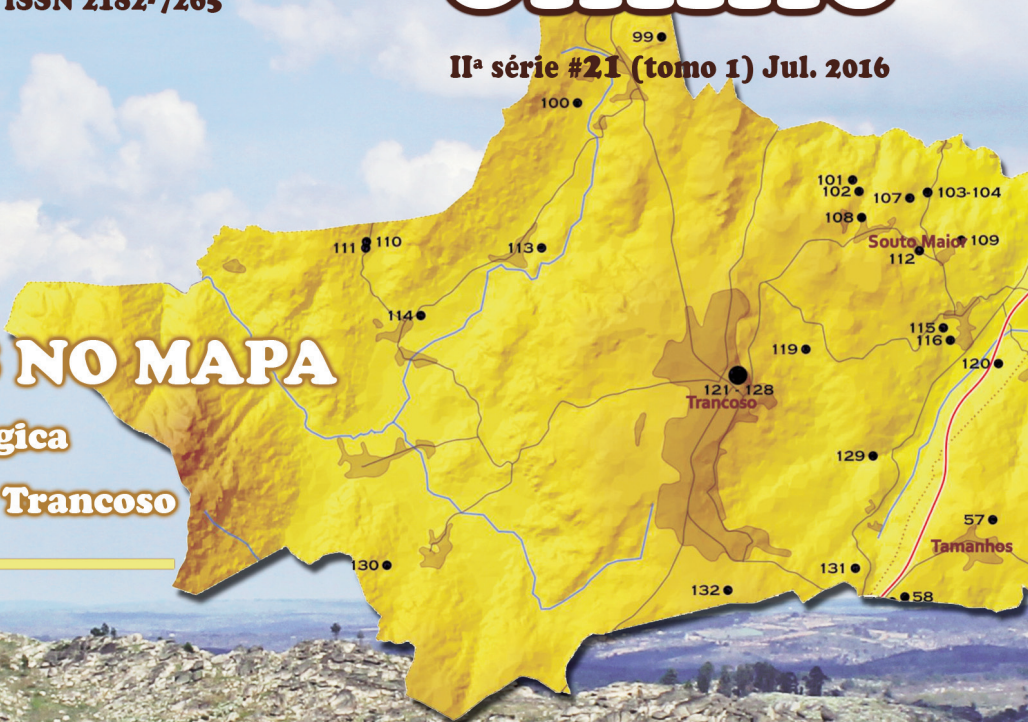 ISSN 2182-7265
IIª série #21 (tomo 1) Jul. 2016
99
100
101
102
107
103-104
108
Souto Maior
109
112
110
111
113
114
NO MAPA
115
116
119
120
121 - 128
Trancoso
gica
129
Trancoso
57
Tamanhos
130
131
132
58